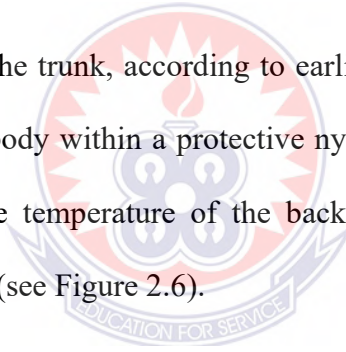 he trunk, according to earli
ody within a protective ny
e temperature of the back
(see Figure 2.6).
EDUCATION FOR SERVICE